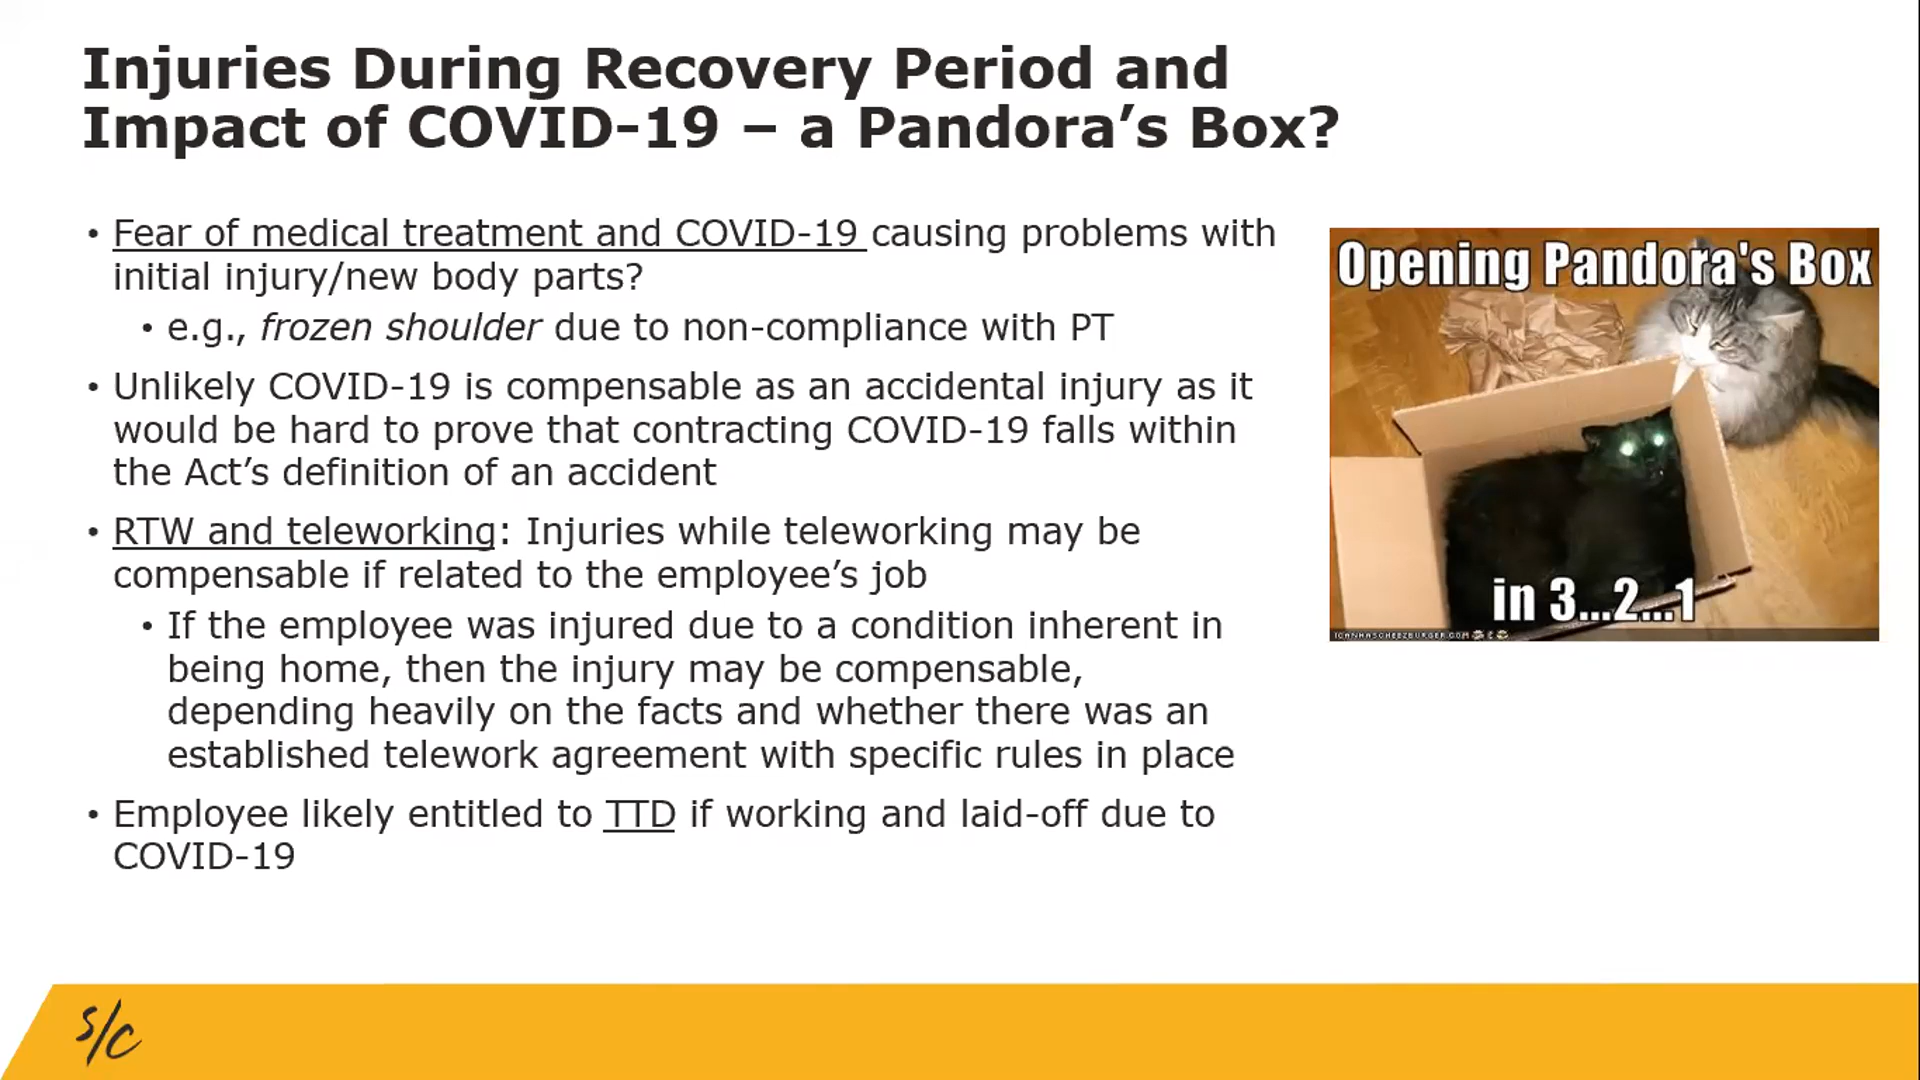 Injuries During Recovery Period and
Impact of COVID-19 – a Pandora’s Box?
• Fear of medical treatment and COVID-19 causing problems with
initial injury/new body parts?
• e.g., frozen shoulder due to non-compliance with PT
• Unlikely COVID-19 is compensable as an accidental injury as it
would be hard to prove that contracting COVID-19 falls within
the Act’s definition of an accident
• RTW and teleworking: Injuries while teleworking may be
compensable if related to the employee’s job
• If the employee was injured due to a condition inherent in
being home, then the injury may be compensable,
depending heavily on the facts and whether there was an
established telework agreement with specific rules in place
• Employee likely entitled to TTD if working and laid-off due to
COVID-19
Opening Pandora's Box
in 3...2...1
ICANHASCHEEZBURGER.COM
S/C